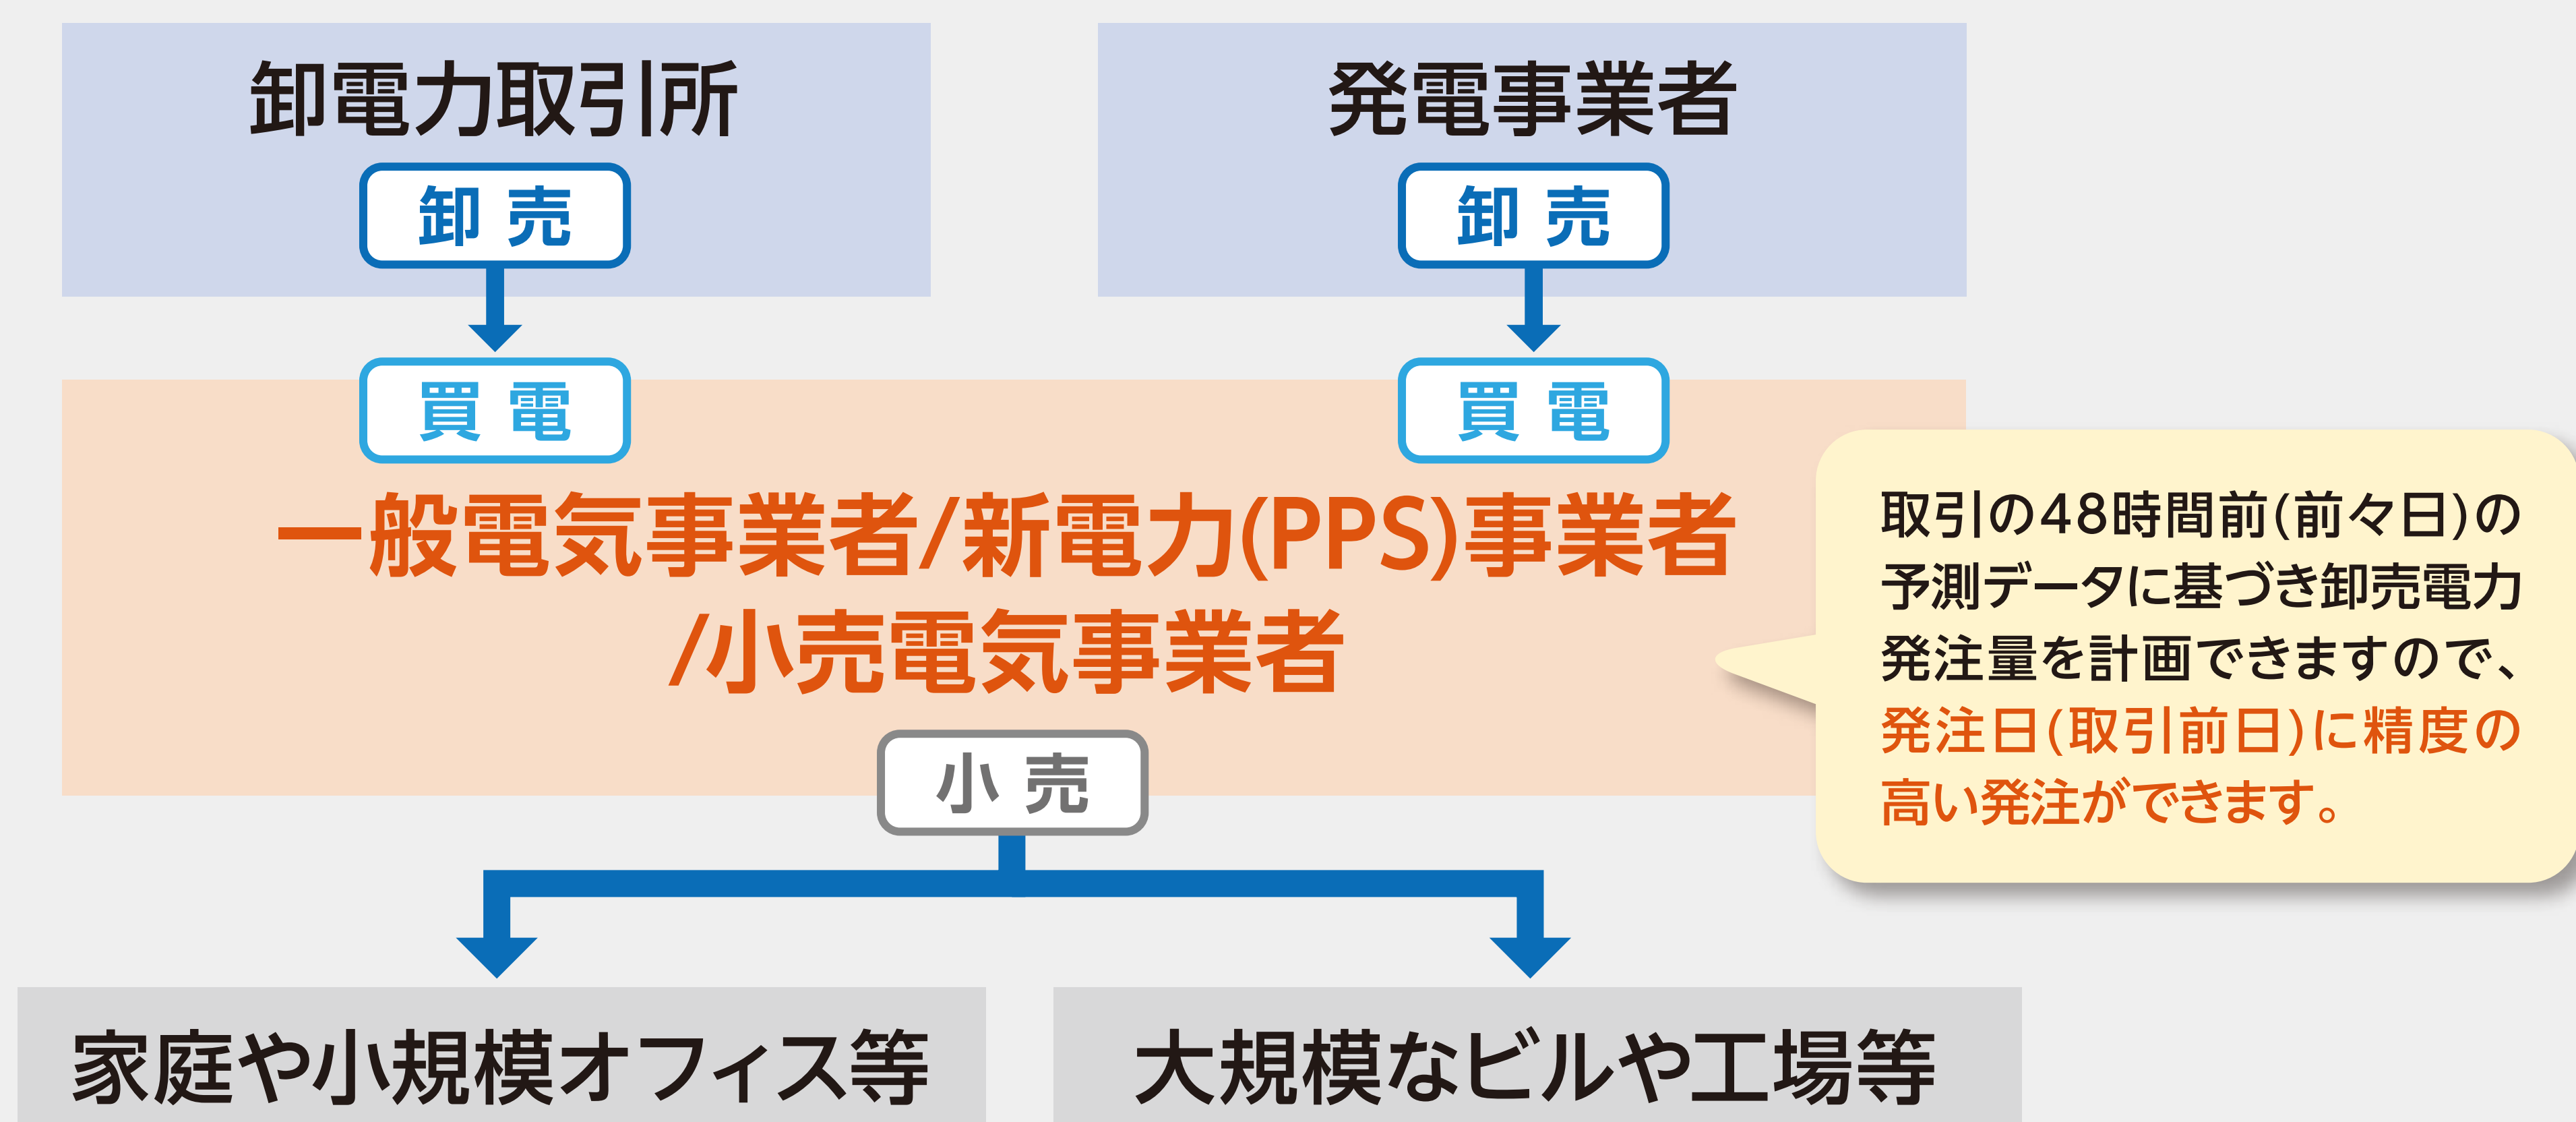 卸電力取引所
発電事業者
卸売
卸売
買電
買電
一般電気事業者/新電力(PPS)事業者
/小売電気事業者
取引の48時間前(前々日)の
予測データに基づき卸売電力
発注量を計画できますので、
発注日(取引前日)に精度の
高い発注ができます。
小売
家庭や小規模オフィス等
大規模なビルや工場等